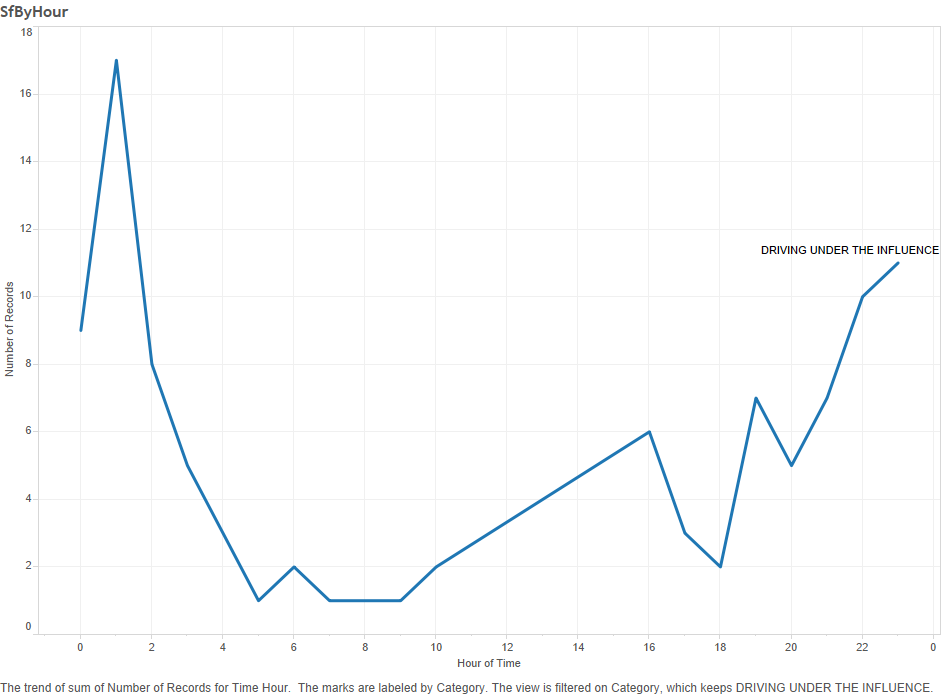 SfByHour
18
16
14
12
10
8
6
4
2
0
Number of Records
DRIVING UNDER THE INFLUENCE
0 2 4 6 8 10 12 14 16 18 20 22 0
Hour of Time
The trend of sum of Number of Records for Time Hour.  The marks are labeled by Category. The view is filtered on Category, which keeps DRIVING UNDER THE INFLUENCE.